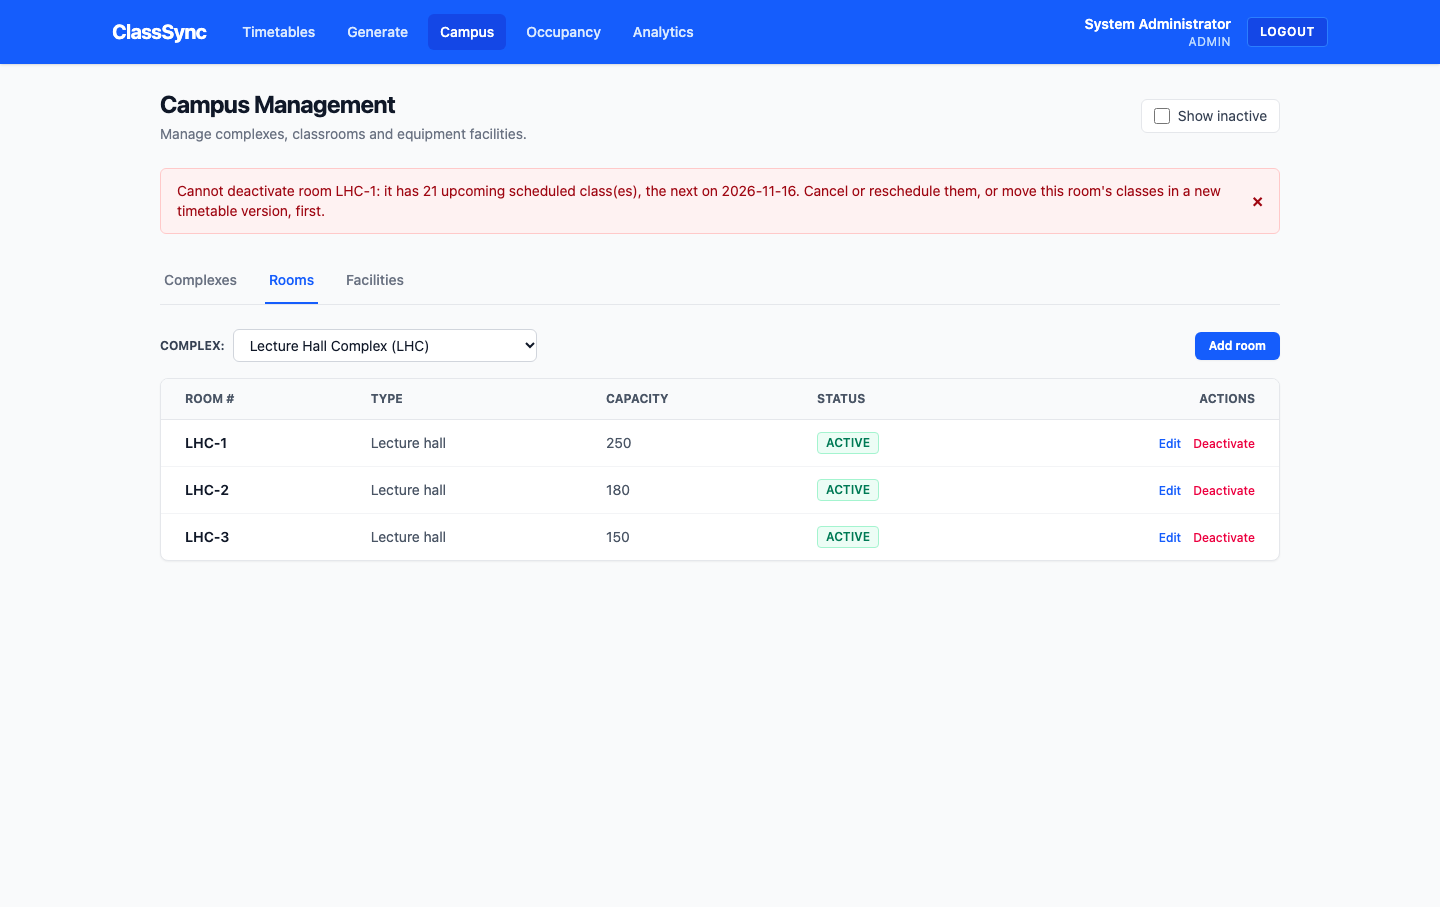 ClassSync Timetables Generate Campus Occupancy Analytics System Administrator ADMIN LOGOUT
Campus Management
Manage complexes, classrooms and equipment facilities.
Show inactive
Cannot deactivate room LHC-1: it has 21 upcoming scheduled class(es), the next on 2026-11-16. Cancel or reschedule them, or move this room's classes in a new
timetable version, first.
×
Complexes Rooms Facilities
COMPLEX: Lecture Hall Complex (LHC) Add room
ROOM # TYPE CAPACITY STATUS ACTIONS
LHC-1 Lecture hall 250 ACTIVE Edit Deactivate
LHC-2 Lecture hall 180 ACTIVE Edit Deactivate
LHC-3 Lecture hall 150 ACTIVE Edit Deactivate